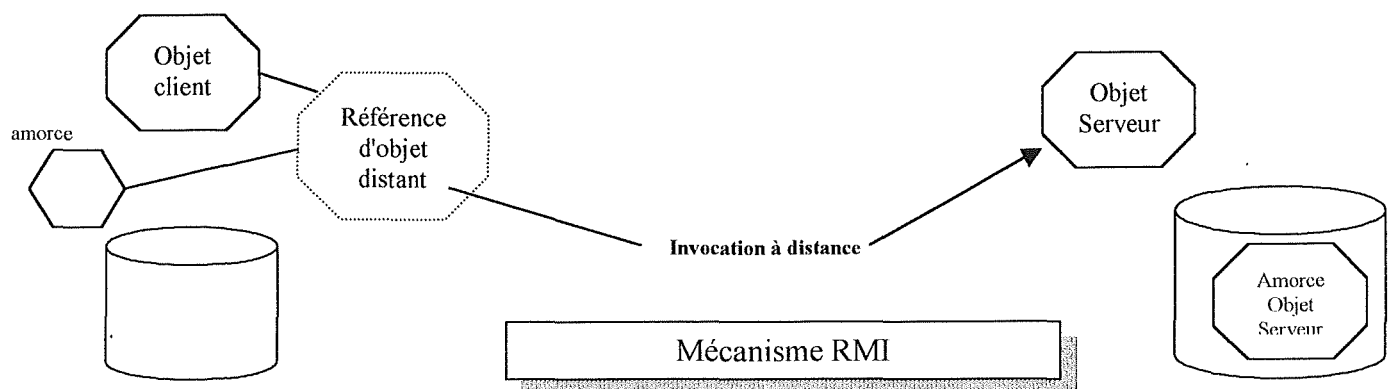 Objet
client
amorce
Référence
d'objet
distant
Objet
Serveur
Invocation à distance
Amorce
Objet
Serveur
Mécanisme RMI